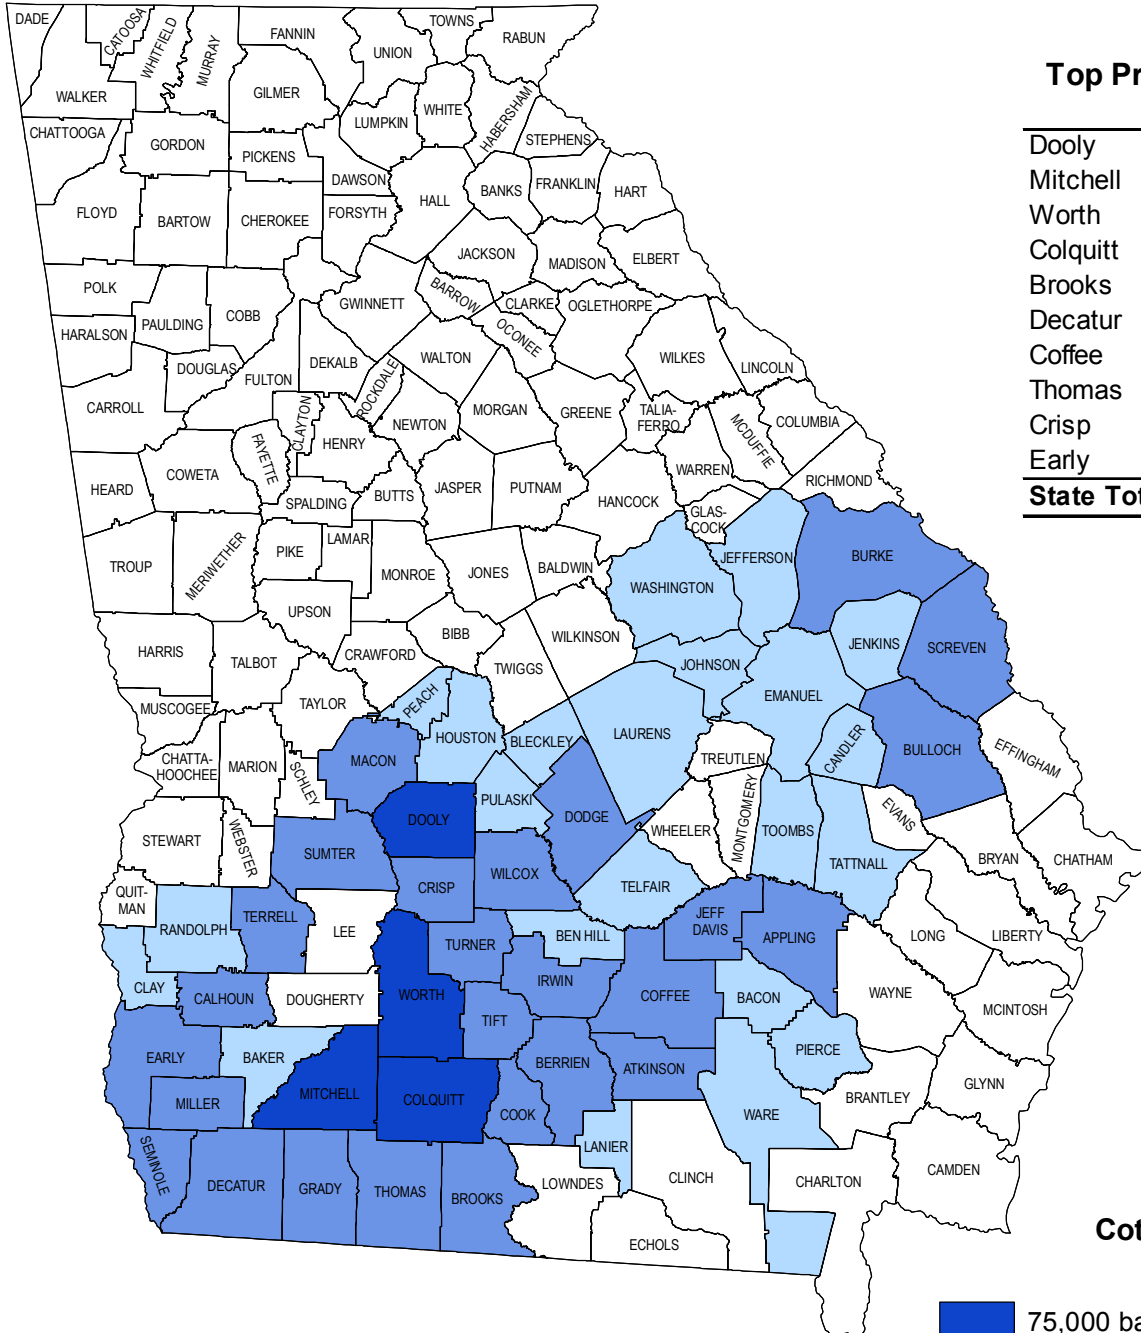 DADE
CATOOSA
WHITFIELD
MURRAY
FANNIN
UNION
TOWNS
RABUN
WALKER
GILMER
LUMPKIN
WHITE
HABERSHAM
STEPHENS
CHATTOOGA
GORDON
PICKENS
DAWSON
HALL
BANKS
FRANKLIN
HART
FLOYD
BARTOW
CHEROKEE
FORSYTH
JACKSON
MADISON
ELBERT
POLK
PAULDING
COBB
GWINNETT
BARROW
CLARKE
OGLETHORPE
HARALSON
DOUGLAS
FULTON
DEKALB
ROCKDALE
WALTON
OCONEE
WILKES
LINCOLN
CARROLL
CLAYTON
HENRY
NEWTON
MORGAN
GREENE
TALIA-
FERRO
MCDUFFIE
COLUMBIA
HEARD
COWETA
FAYETTE
SPALDING
BUTTS
JASPER
PUTNAM
HANCOCK
WARREN
GLAS-
COCK
RICHMOND
TROUP
MERIWETHER
PIKE
LAMAR
MONROE
JONES
BALDWIN
WASHINGTON
JEFFERSON
BURKE
UPSON
HARRIS
TALBOT
CRAWFORD
BIBB
TWIGGS
WILKINSON
JOHNSON
JENKINS
SCREVEN
MUSCOGEE
TAYLOR
PEACH
HOUSTON
BLECKLEY
LAURENS
EMANUEL
CANDLER
BULLOCH
EFFINGHAM
CHATTA-
HOOCHEE
MARION
SCHLEY
MACON
DOOLY
PULASKI
DODGE
TREUTLEN
MONTGOMERY
WHEELER
TOOMBS
TATTNALL
EVANS
BRYAN
CHATHAM
STEWART
WEBSTER
SUMTER
CRISP
WILCOX
TELFAIR
QUIT-
MAN
RANDOLPH
TERRELL
LEE
TURNER
BEN HILL
JEFF
DAVIS
APPLING
LONG
LIBERTY
CLAY
CALHOUN
DOUGHERTY
WORTH
TIFT
IRWIN
COFFEE
BACON
WAYNE
MCINTOSH
EARLY
BAKER
MITCHELL
MILLER
COLQUITT
COOK
BERRIEN
ATKINSON
PIERCE
WARE
BRANTLEY
GLYNN
SEMINOLE
DECATUR
GRADY
THOMAS
BROOKS
LANIER
LOWNDES
CLINCH
ECHOLS
CHARLTON
CAMDEN
Top Pr
Dooly
Mitchell
Worth
Colquitt
Brooks
Decatur
Coffee
Thomas
Crisp
Early
State Tot
Cot
75,000 ba